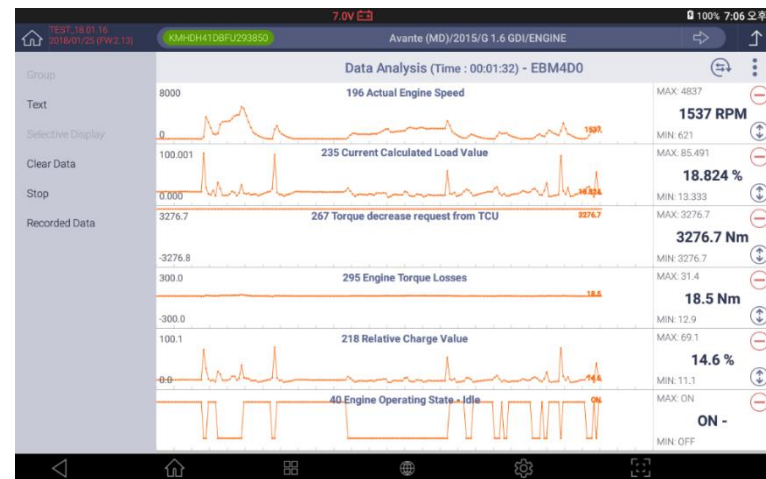 7.0V
100% 7:06 오후
TEST_18.01.16
2018/01/25 (FW:2.13)
KMHDH41DBFU293850
Avante (MD)/2015/G 1.6 GDI/ENGINE
Data Analysis (Time : 00:01:32) - EBM4D0
Group
Text
Selective Display
Clear Data
Stop
Recorded Data
8000
196 Actual Engine Speed
0
1537
MAX: 4837
1537 RPM
MIN: 621
100.001
235 Current Calculated Load Value
0.000
18.824
MAX: 85.491
18.824 %
MIN: 13.333
3276.7
267 Torque decrease request from TCU
3276.7
-3276.8
MAX: 3276.7
3276.7 Nm
MIN: 3276.7
300.0
295 Engine Torque Losses
18.5
-300.0
MAX: 31.4
18.5 Nm
MIN: 12.9
100.1
218 Relative Charge Value
0.0
14.6
MAX: 69.1
14.6 %
MIN: 11.1
40 Engine Operating State - Idle
ON
MAX: ON
ON -
MIN: OFF